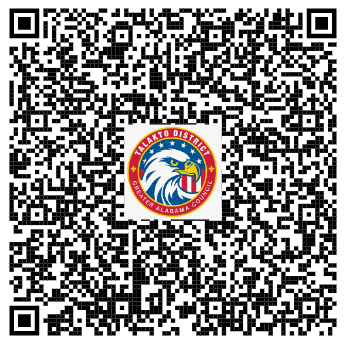 TALAKTO DISTRICT
GREATER ALABAMA COUNCIL